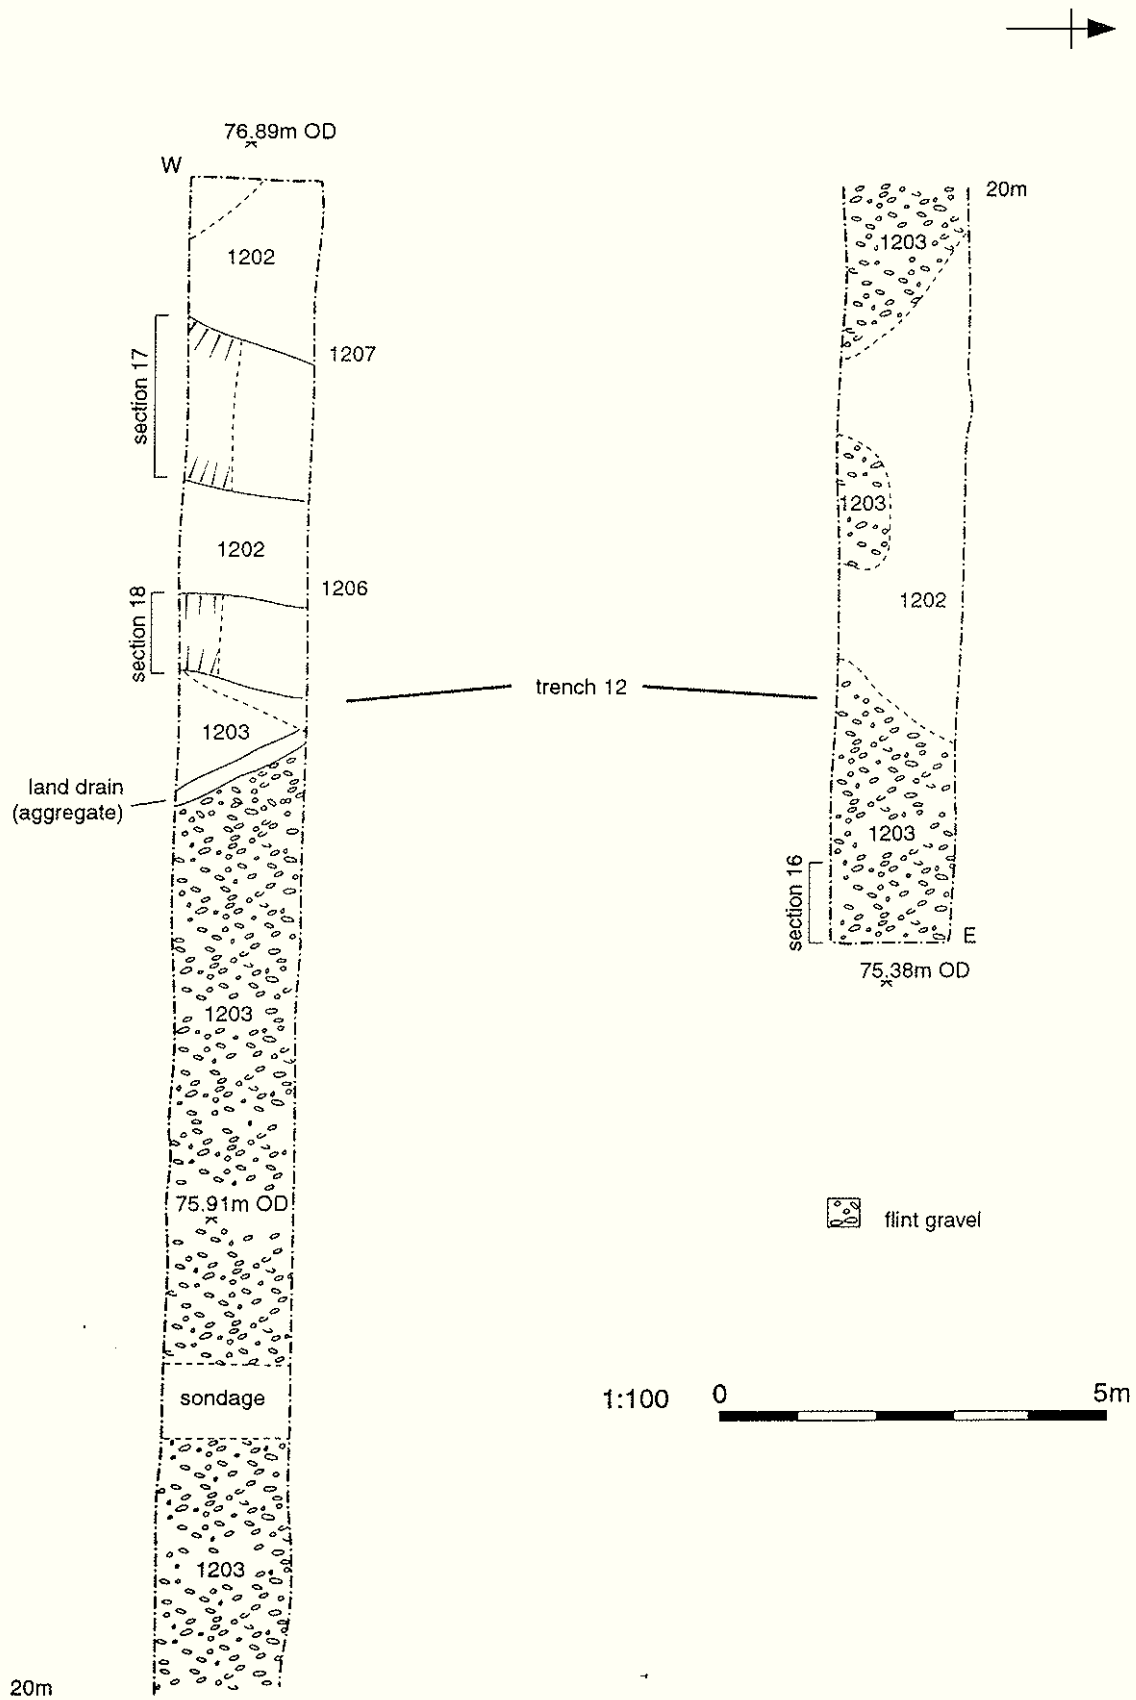 76.89m OD
W
1202
section 17
1207
1202
1206
section 18
1203
land drain
(aggregate)
1203
75.91m OD
sondage
1203
20m
trench 12
20m
1203
1203
1202
1203
section 16
E
75.38m OD
flint gravel
1:100
0
5m